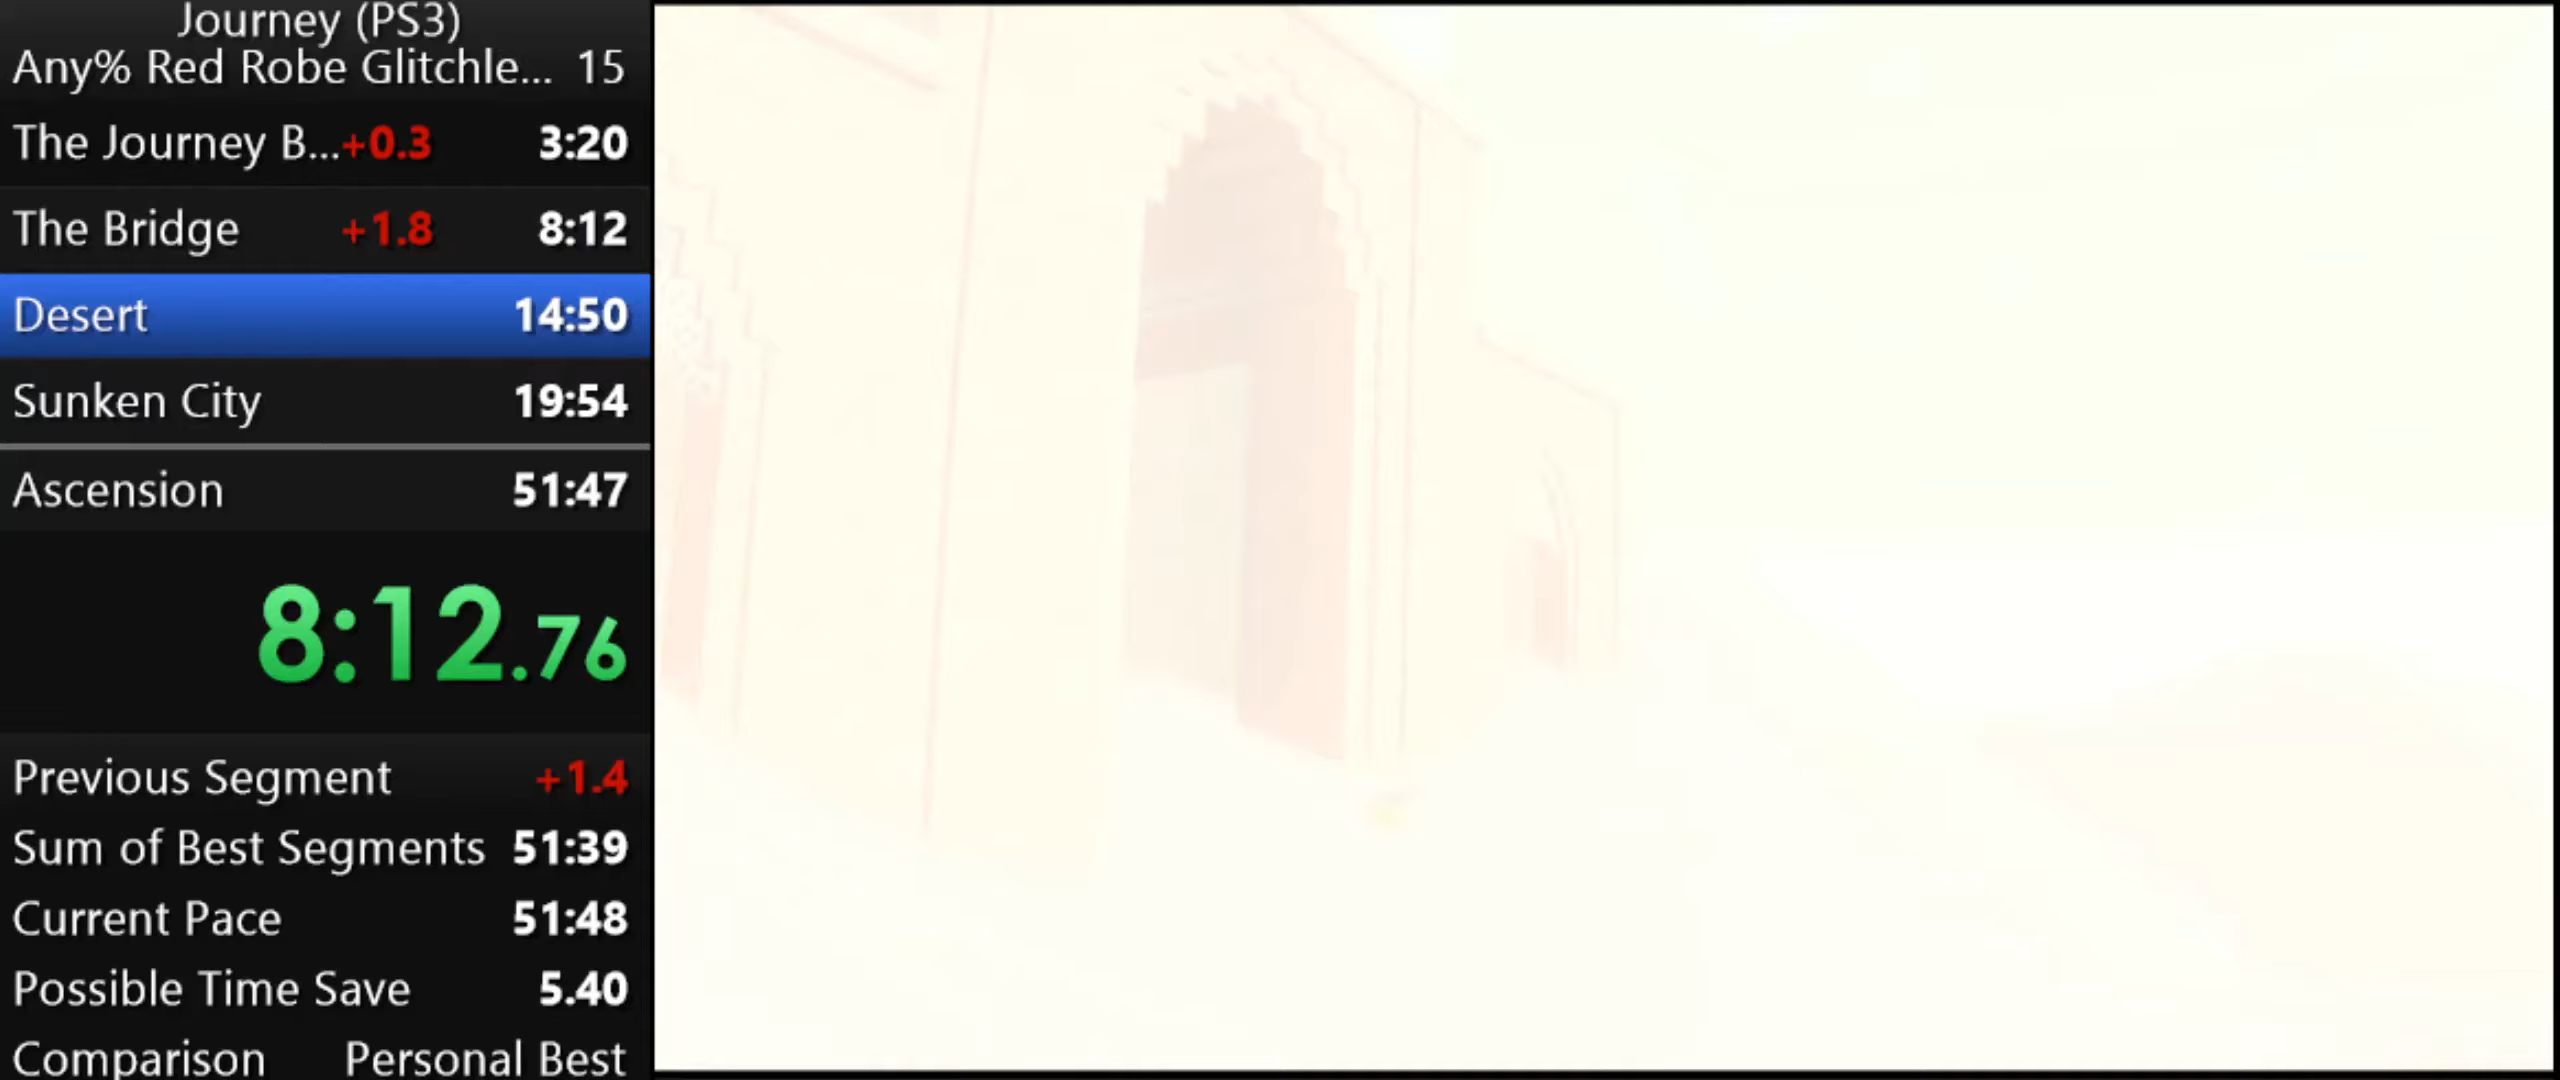 Journey (PS3)
Any% Red Robe Glitchle... 15
The Journey B...+0.3 3:20
The Bridge +1.8 8:12
Desert 14:50
Sunken City 19:54
Ascension 51:47
8:12.76
Previous Segment +1.4
Sum of Best Segments 51:39
Current Pace 51:48
Possible Time Save 5.40
Comparison Personal Best